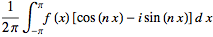 1/(2π) ∫_{-π}^{π} f (x) [cos (n x) − i sin (n x)] d x